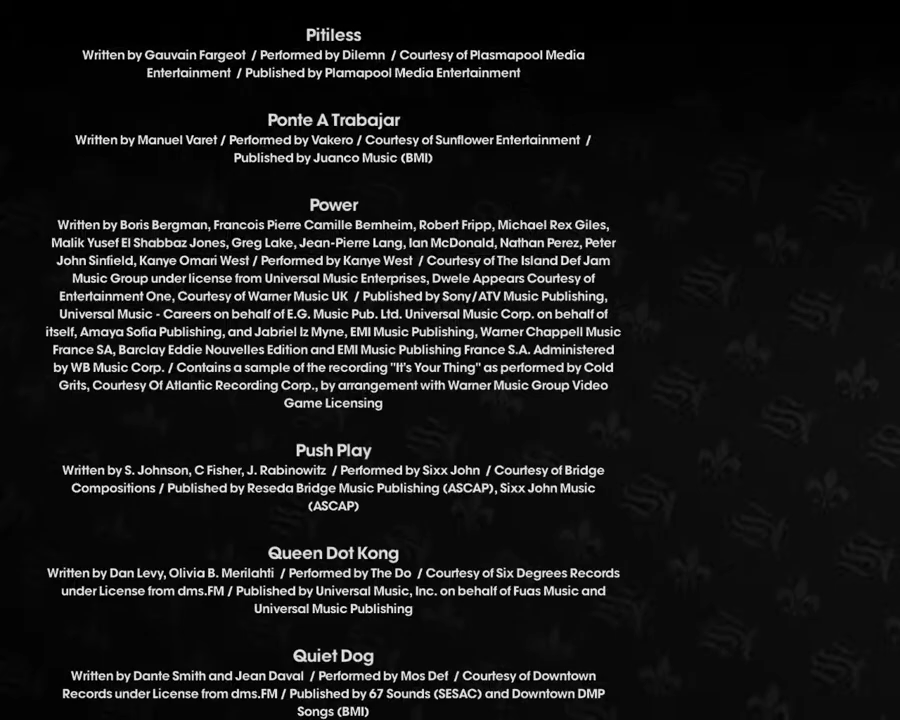 Pitiless
Written by Gauvain Fargeot / Performed by Dilemn / Courtesy of Plasmapool Media
Entertainment / Published by Plamapool Media Entertainment
Ponte A Trabajar
Written by Manuel Varet / Performed by Vakero / Courtesy of Sunflower Entertainment /
Published by Juanco Music (BMI)
Power
Written by Boris Bergman, Francois Pierre Camille Bernheim, Robert Fripp, Michael Rex Giles,
Malik Yusef El Shabbaz Jones, Greg Lake, Jean-Pierre Lang, Ian McDonald, Nathan Perez, Peter
John Sinfield, Kanye Omari West / Performed by Kanye West / Courtesy of The Island Def Jam
Music Group under license from Universal Music Enterprises, Dwele Appears Courtesy of
Entertainment One, Courtesy of Warner Music UK / Published by Sony/ATV Music Publishing,
Universal Music - Careers on behalf of E.G. Music Pub. Ltd. Universal Music Corp. on behalf of
itself, Amaya Sofia Publishing, and Jabriel Iz Myne, EMI Music Publishing, Warner Chappell Music
France SA, Barclay Eddie Nouvelles Edition and EMI Music Publishing France S.A. Administered
by WB Music Corp. / Contains a sample of the recording "It's Your Thing" as performed by Cold
Grits, Courtesy Of Atlantic Recording Corp., by arrangement with Warner Music Group Video
Game Licensing
Push Play
Written by S. Johnson, C Fisher, J. Rabinowitz / Performed by Sixx John / Courtesy of Bridge
Compositions / Published by Reseda Bridge Music Publishing (ASCAP), Sixx John Music
(ASCAP)
Queen Dot Kong
Written by Dan Levy, Olivia B. Merilahti / Performed by The Do / Courtesy of Six Degrees Records
under License from dms.FM / Published by Universal Music, Inc. on behalf of Fuas Music and
Universal Music Publishing
Quiet Dog
Written by Dante Smith and Jean Daval / Performed by Mos Def / Courtesy of Downtown
Records under License from dms.FM / Published by 67 Sounds (SESAC) and Downtown DMP
Songs (BMI)